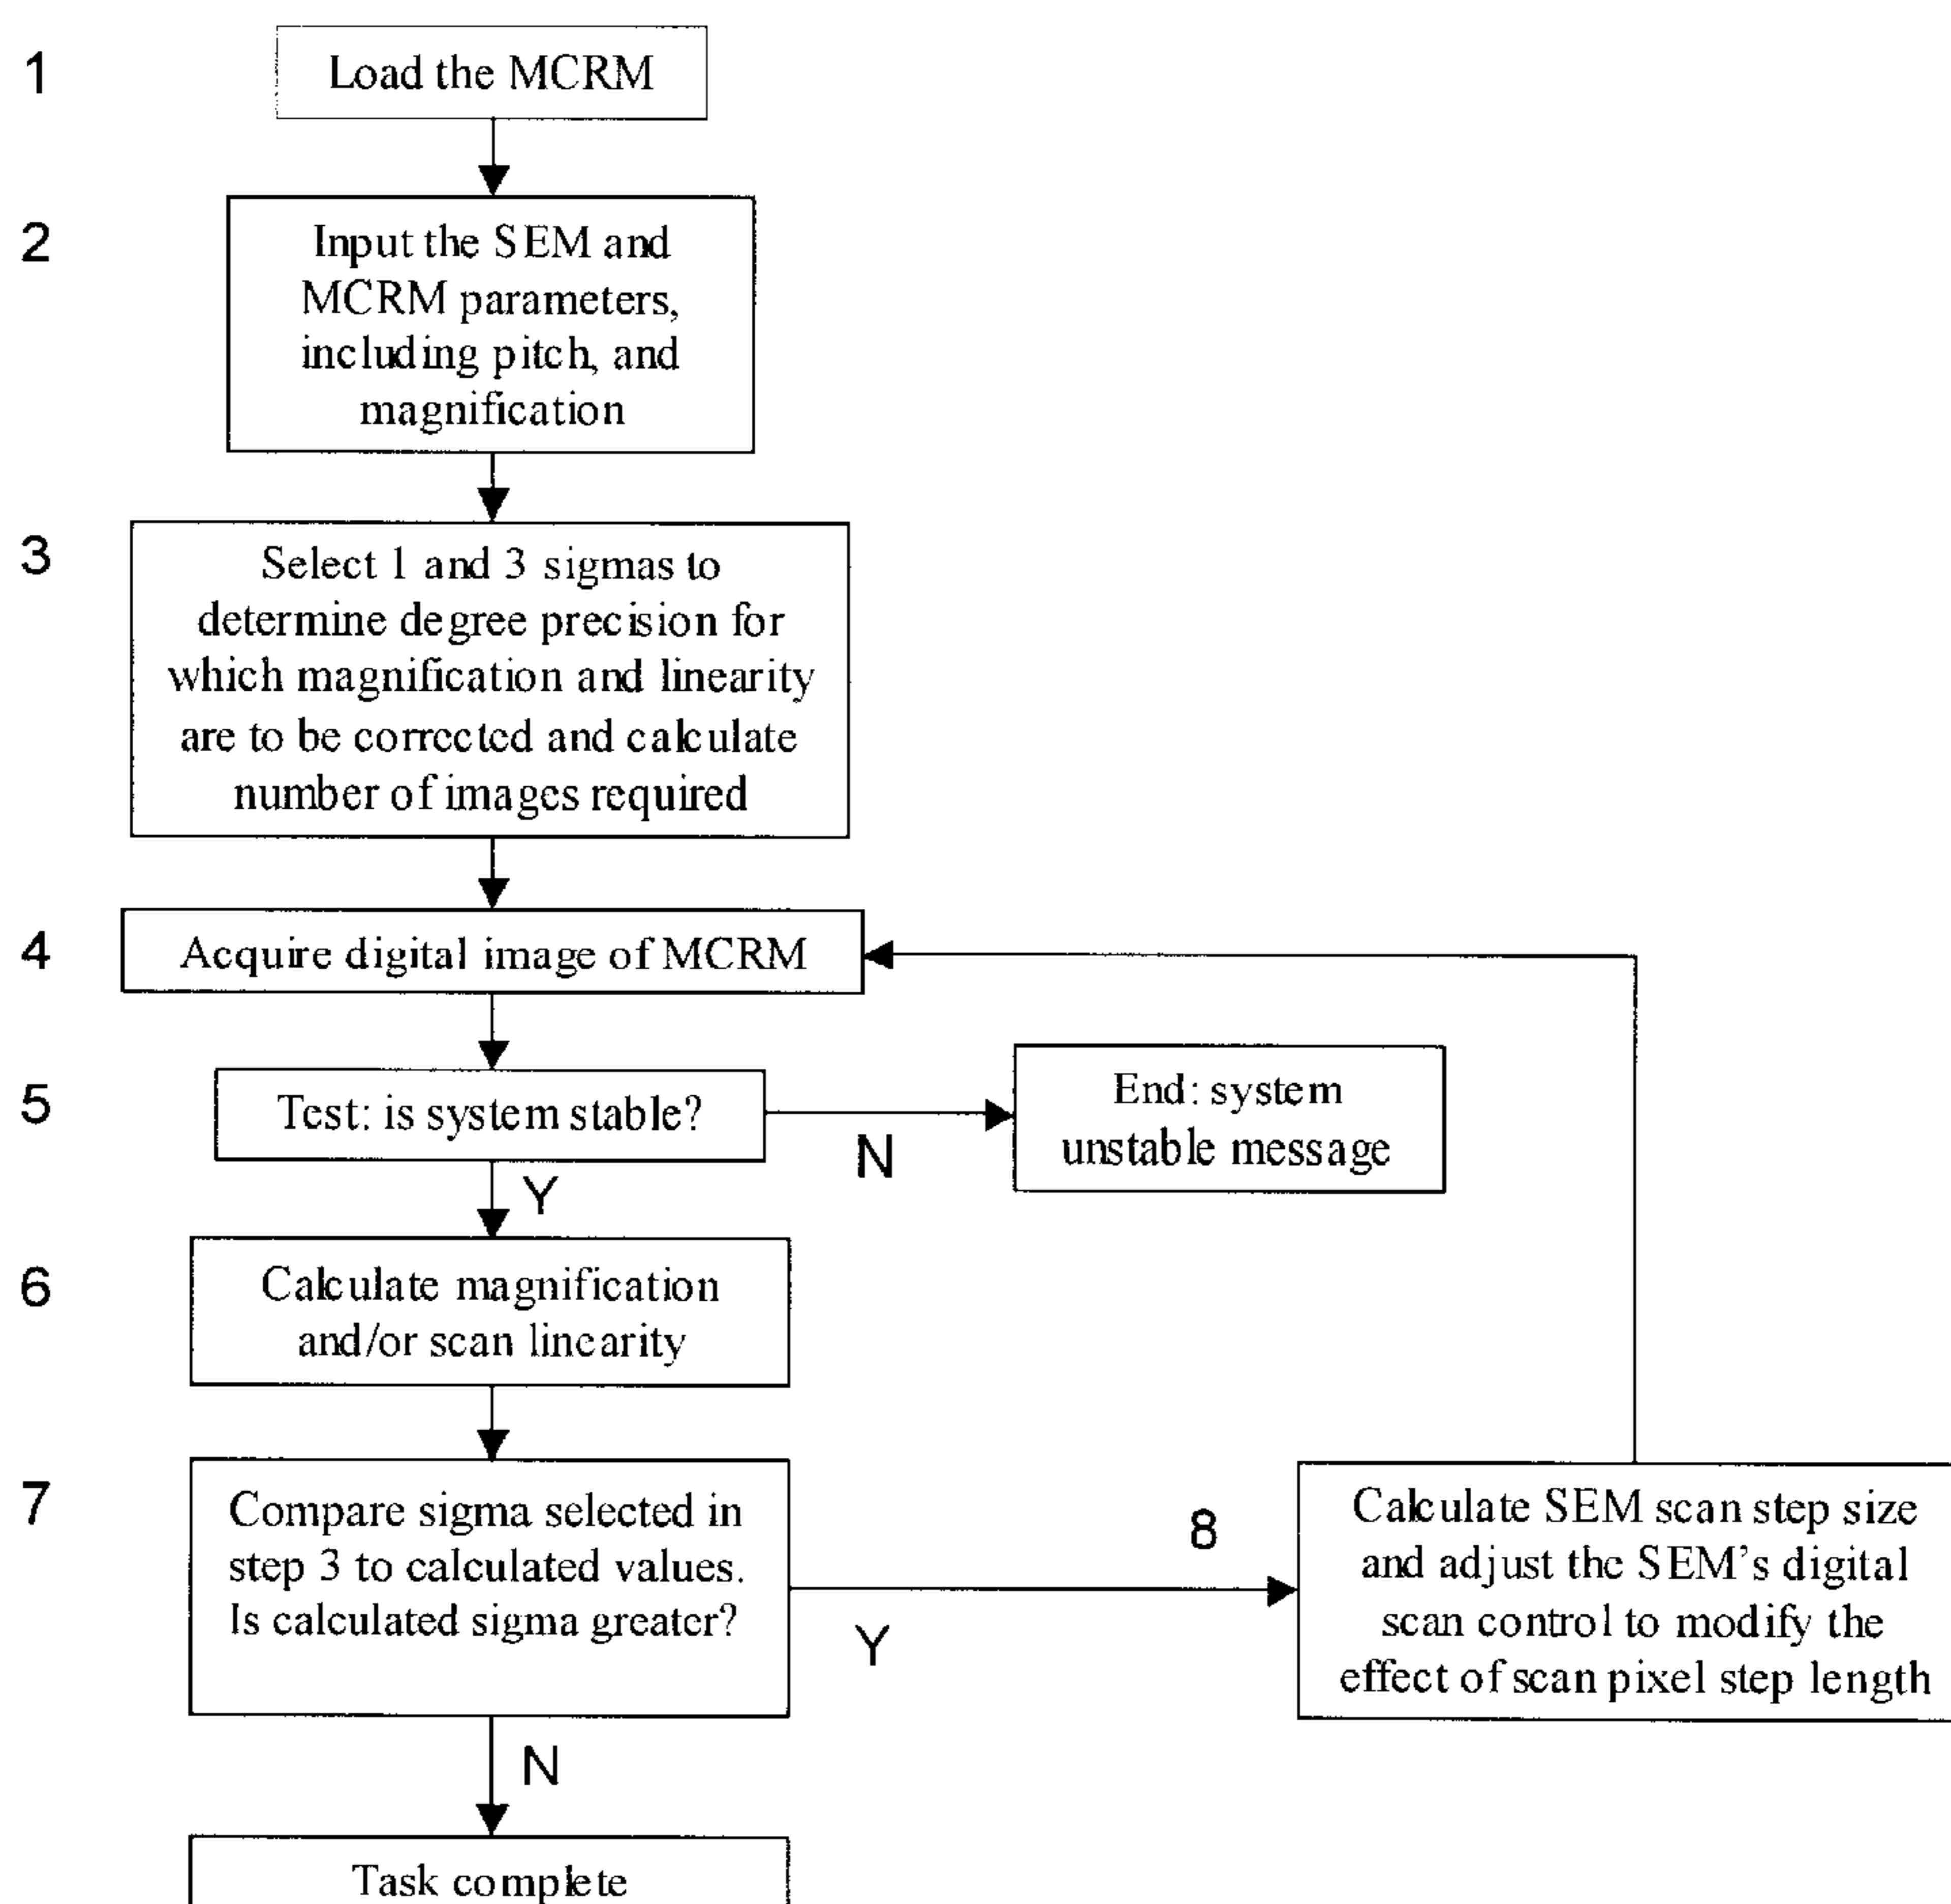 1
Load the MCRM
2
Input the SEM and
MCRM parameters,
including pitch, and
magnification
3
Select 1 and 3 sigmas to
determine degree precision for
which magnification and linearity
are to be corrected and calculate
number of images required
4
Acquire digital image of MCRM
5
Test: is system stable?
N
End: system
unstable message
Y
6
Calculate magnification
and/or scan linearity
7
Compare sigma selected in
step 3 to calculated values.
Is calculated sigma greater?
Y
8
Calculate SEM scan step size
and adjust the SEM's digital
scan control to modify the
effect of scan pixel step length
N
Task complete